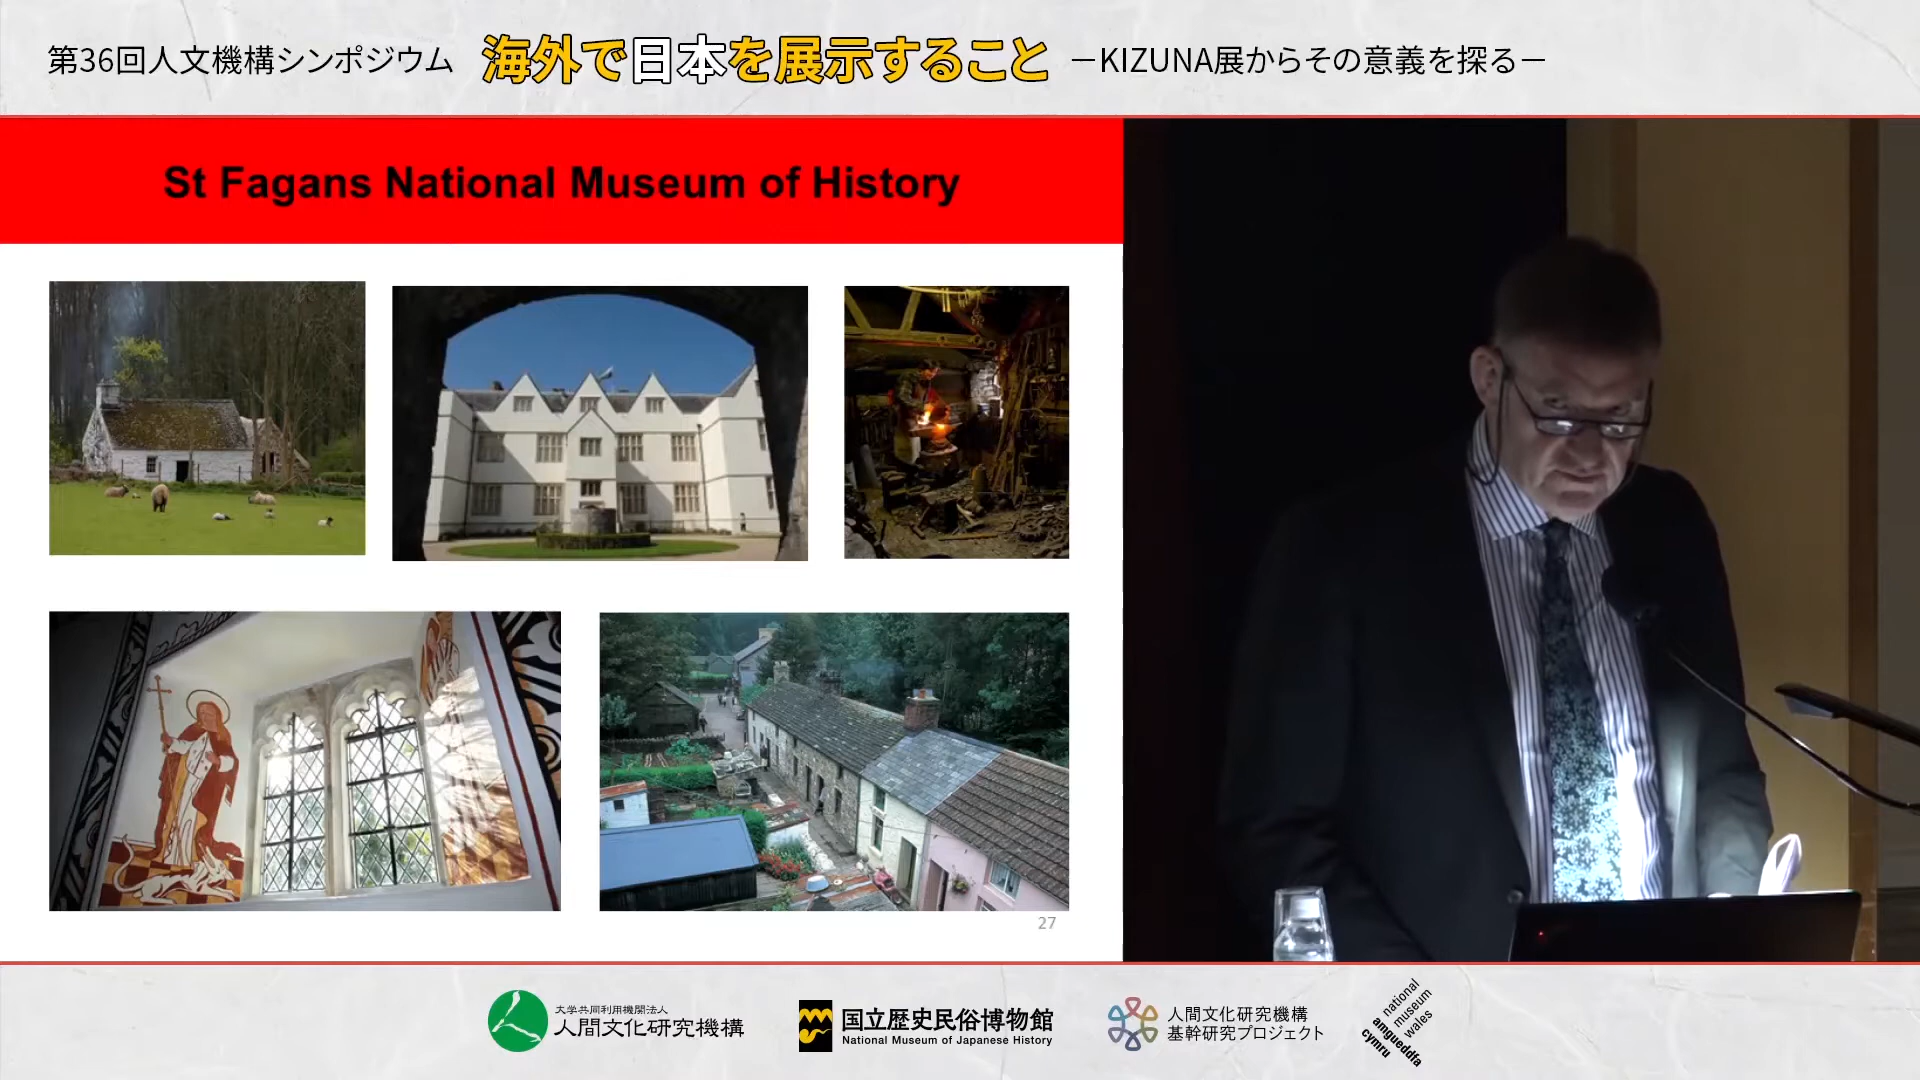 第36回人文機構シンポジウム 海外で日本を展示すること －KIZUNA展からその意義を探る－
St Fagans National Museum of History
27
大学共同利用機関法人
人間文化研究機構
国立歴史民俗博物館
National Museum of Japanese History
人間文化研究機構
基幹研究プロジェクト
national
museum
wales
amgueddfa
cymru